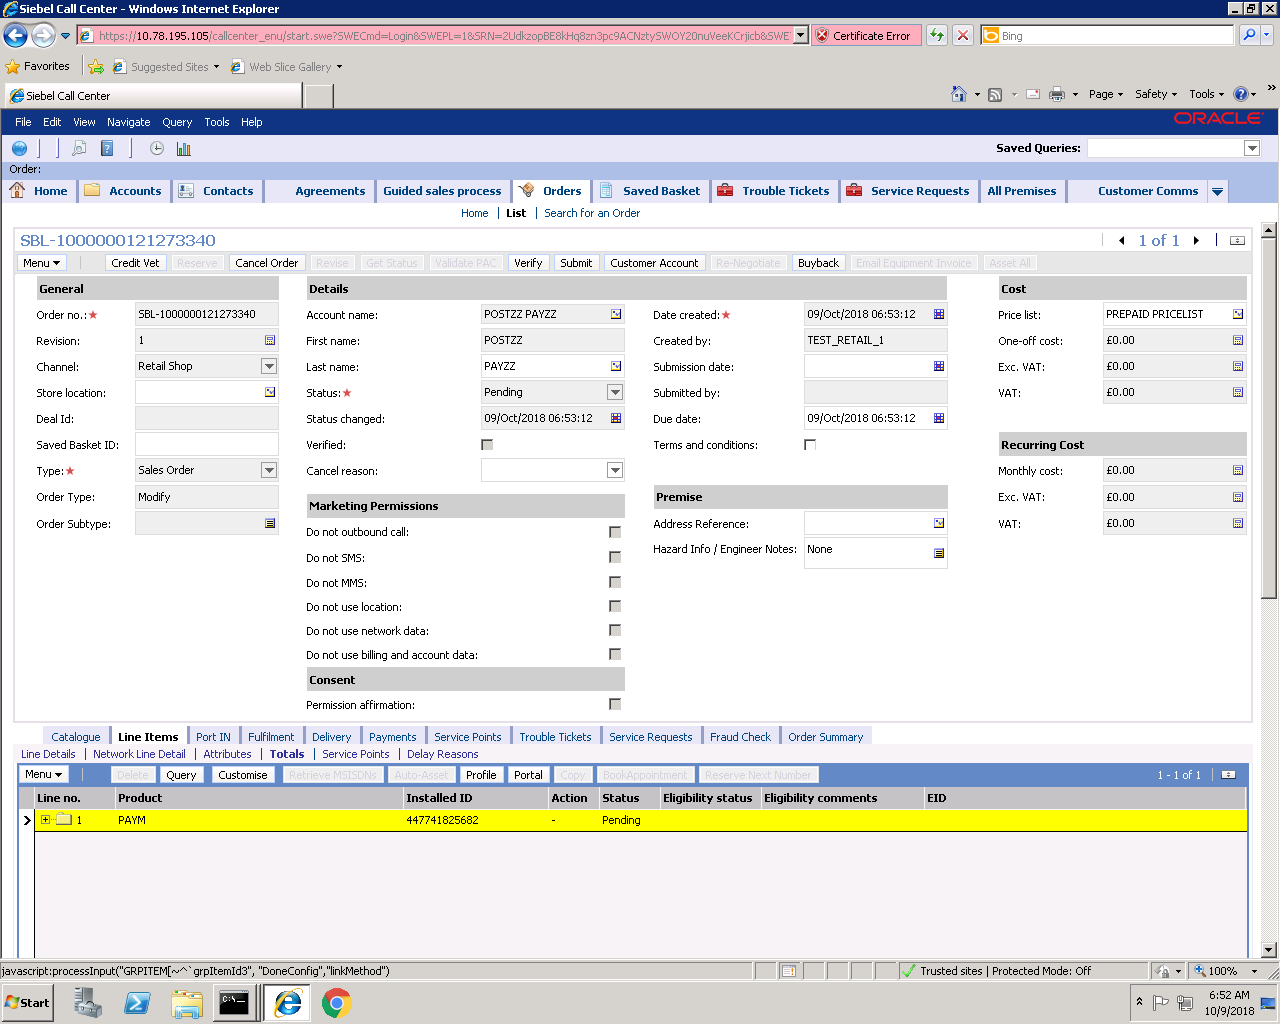 Siebel Call Center - Windows Internet Explorer
https://10.78.195.105/callcenter_enu/start.swe?SWECmd=Login&SWEPL=1&SRN=2UdkzopBE8kHq8zn3pc9ACNztySWOY20nuVeeKCrjicb&SWE
Certificate Error
Bing
Favorites
Suggested Sites
Web Slice Gallery
Siebel Call Center
Page
Safety
Tools
File Edit View Navigate Query Tools Help
ORACLE
Saved Queries:
Order:
Home Accounts Contacts Agreements Guided sales process Orders Saved Basket Trouble Tickets Service Requests All Premises Customer Comms
Home | List | Search for an Order
SBL-1000000121273340
1 of 1
Menu Credit Vet Reserve Cancel Order Revise Get Status Validate PAC Verify Submit Customer Account Re-Negotiate Buyback Email Equipment Invoice Asset All
General
Order no.:★ SBL-1000000121273340
Revision: 1
Channel: Retail Shop
Store location:
Deal Id:
Saved Basket ID:
Type:★ Sales Order
Order Type: Modify
Order Subtype:
Details
Account name: POSTZZ PAYZZ
First name: POSTZZ
Last name: PAYZZ
Status:★ Pending
Status changed: 09/Oct/2018 06:53:12
Verified:
Cancel reason:
Marketing Permissions
Do not outbound call:
Do not SMS:
Do not MMS:
Do not use location:
Do not use network data:
Do not use billing and account data:
Consent
Permission affirmation:
Date created:★ 09/Oct/2018 06:53:12
Created by: TEST_RETAIL_1
Submission date:
Submitted by:
Due date: 09/Oct/2018 06:53:12
Terms and conditions:
Premise
Address Reference:
Hazard Info / Engineer Notes: None
Cost
Price list: PREPAID PRICELIST
One-off cost: £0.00
Exc. VAT: £0.00
VAT: £0.00
Recurring Cost
Monthly cost: £0.00
Exc. VAT: £0.00
VAT: £0.00
Catalogue Line Items Port IN Fulfilment Delivery Payments Service Points Trouble Tickets Service Requests Fraud Check Order Summary
Line Details | Network Line Detail | Attributes | Totals | Service Points | Delay Reasons
Menu Delete Query Customise Retrieve MSISDNs Auto-Asset Profile Portal Copy BookAppointment Reserve Next Number 1 - 1 of 1
Line no. Product Installed ID Action Status Eligibility status Eligibility comments EID
1 PAYM 447741825682 - Pending
javascript:processInput("GRPITEM[~^`grpItemId3", "DoneConfig","linkMethod")
Trusted sites | Protected Mode: Off
100%
Start
6:52 AM
10/9/2018